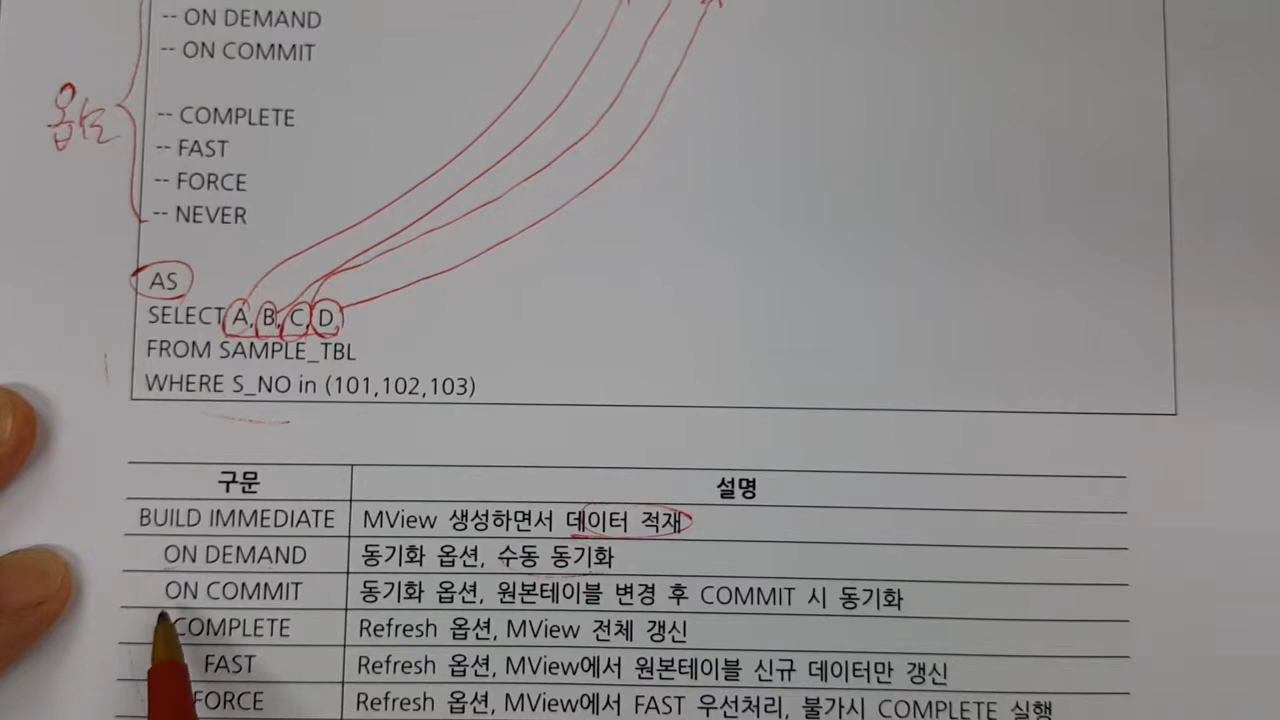 -- ON DEMAND
-- ON COMMIT
-- COMPLETE
옵션
-- FAST
-- FORCE
-- NEVER
AS
SELECT A, B, C, D,
FROM SAMPLE_TBL
WHERE S_NO in (101,102,103)
구문 설명
BUILD IMMEDIATE MView 생성하면서 데이터 적재
ON DEMAND 동기화 옵션, 수동 동기화
ON COMMIT 동기화 옵션, 원본테이블 변경 후 COMMIT 시 동기화
COMPLETE Refresh 옵션, MView 전체 갱신
FAST Refresh 옵션, MView에서 원본테이블 신규 데이터만 갱신
FORCE Refresh 옵션, MView에서 FAST 우선처리, 불가시 COMPLETE 실행